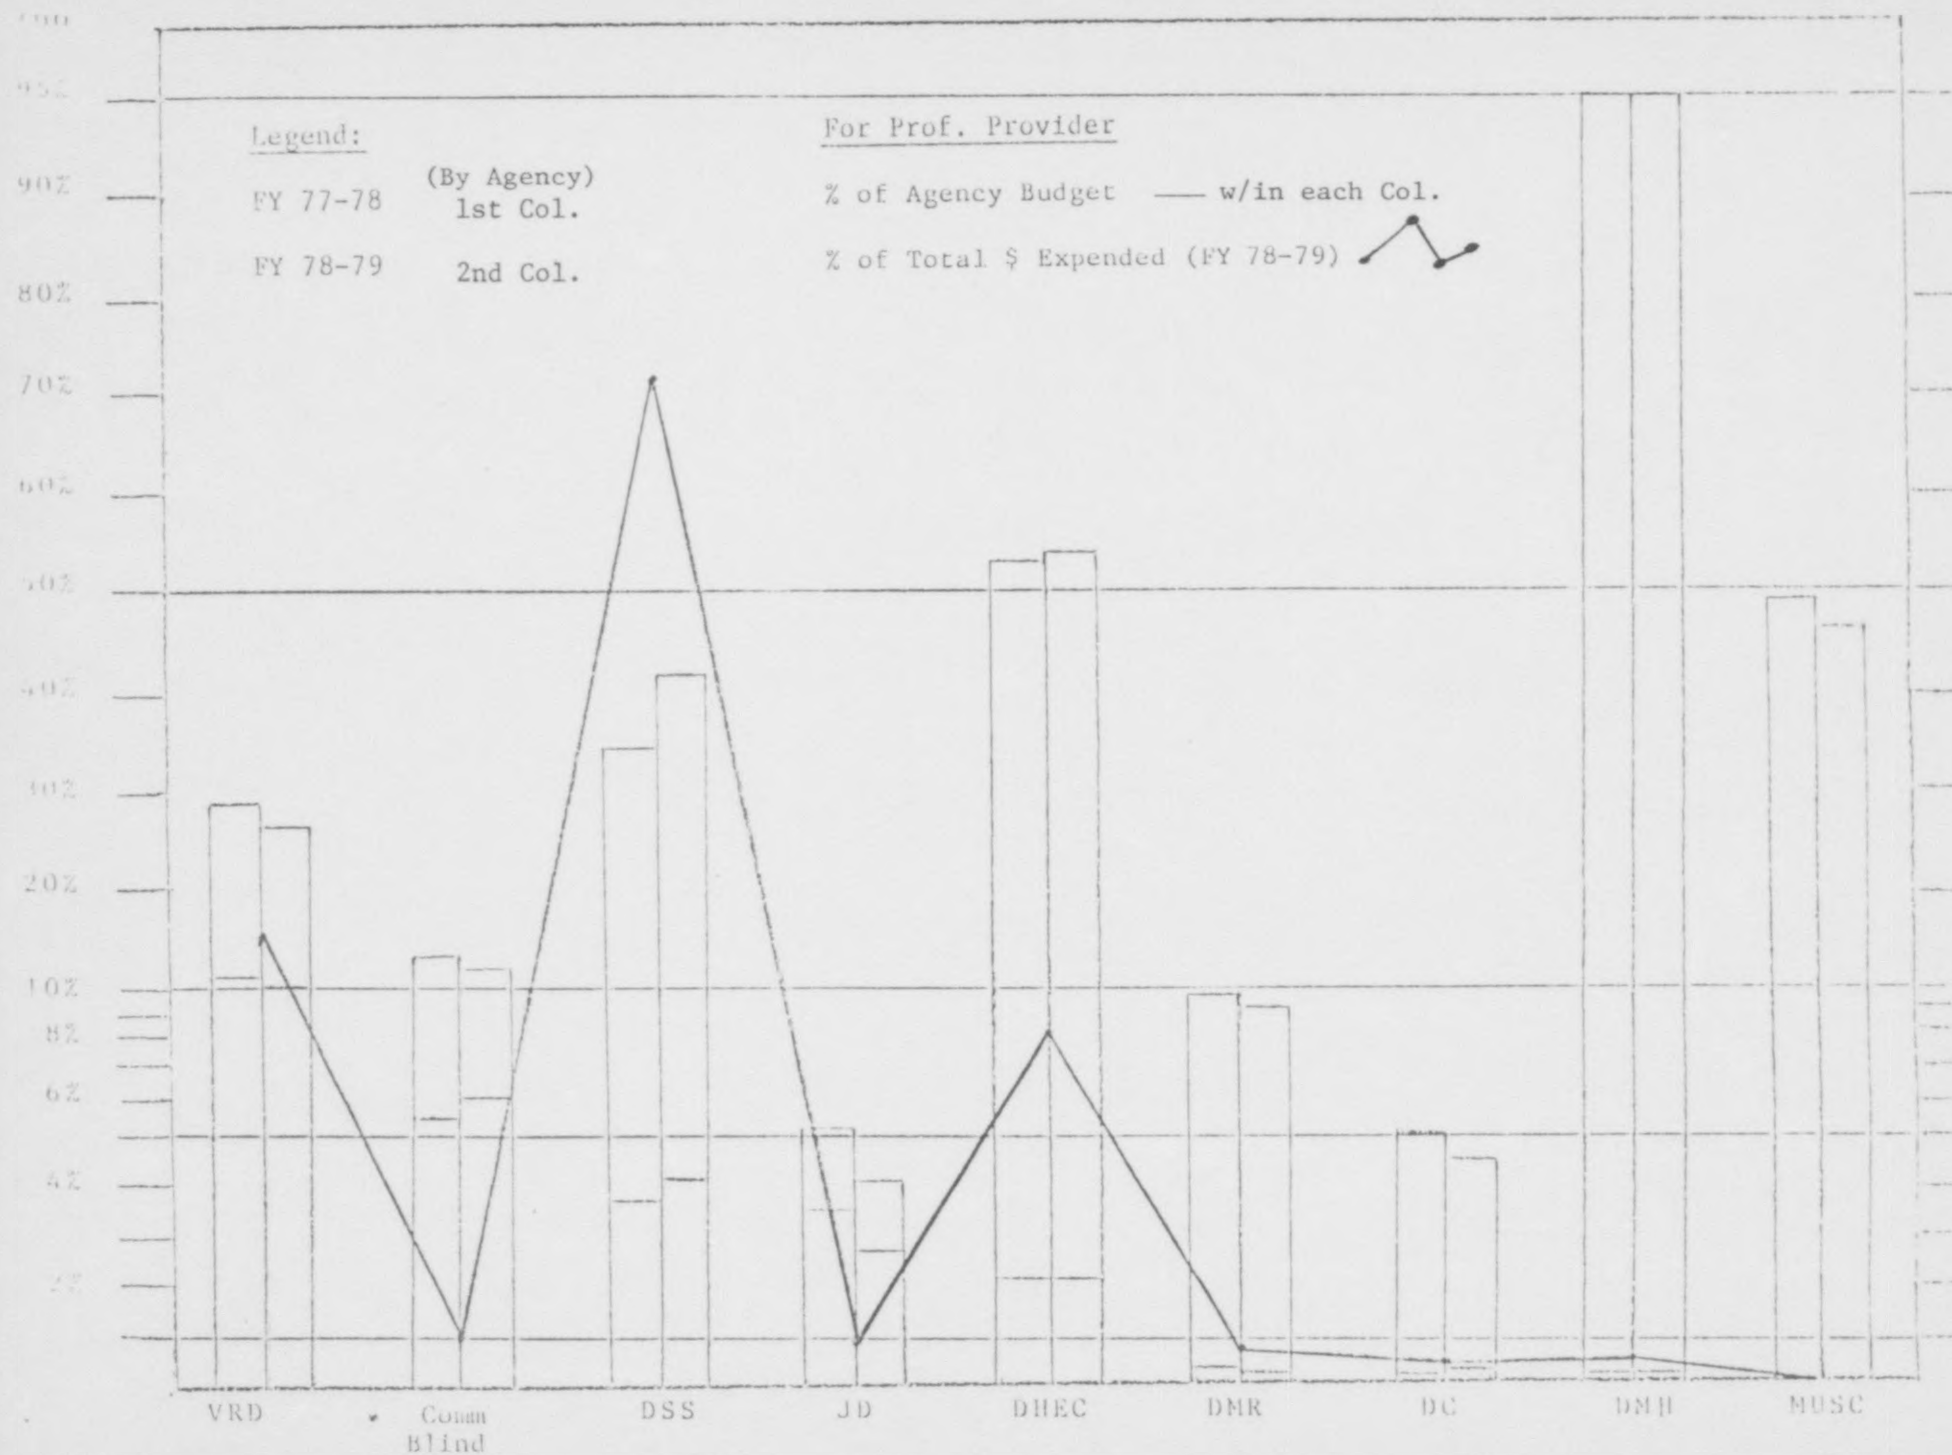 100
95%
90%
80%
70%
60%
50%
40%
30%
20%
10%
8%
6%
4%
2%
Legend:
(By Agency)
FY 77-78 1st Col.
FY 78-79 2nd Col.
For Prof. Provider
% of Agency Budget —— w/in each Col.
% of Total $ Expended (FY 78-79)
VRD
Comm
Blind
DSS
JD
DHEC
DMR
DC
DMH
MUSC